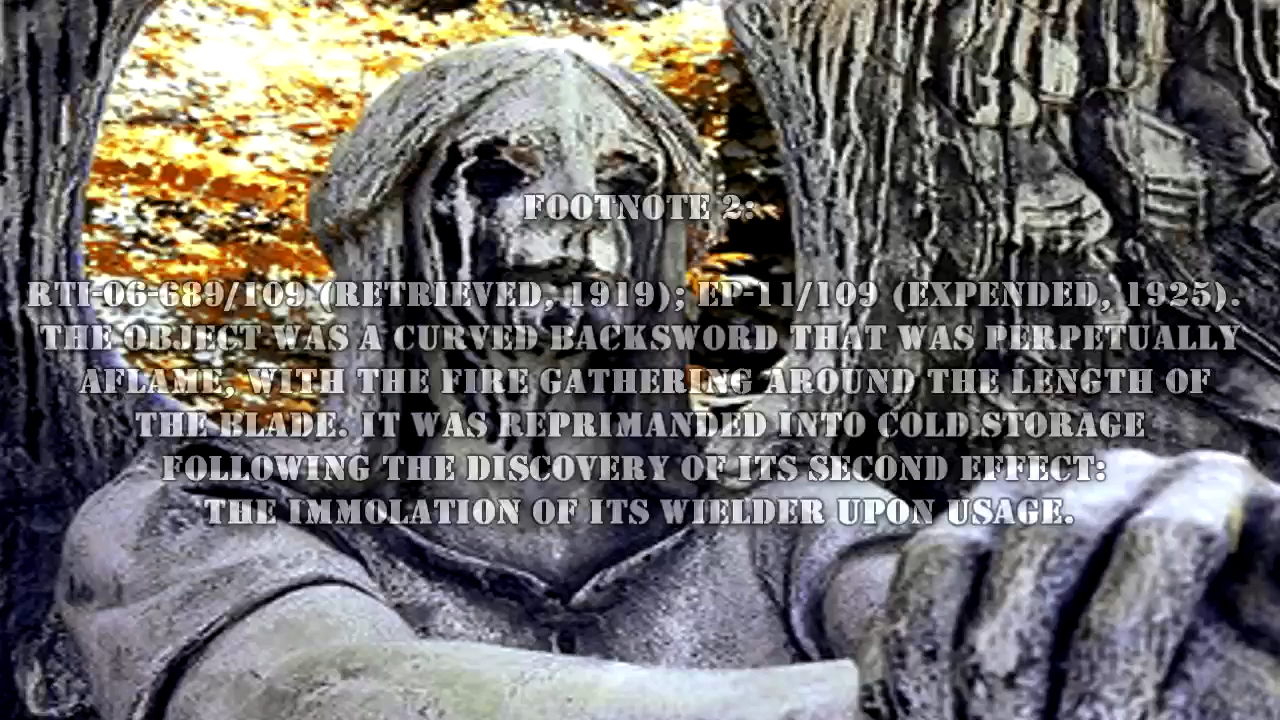 FOOTNOTE 2:
RTI-06-689/109 (RETRIEVED, 1919); EP-11/109 (EXPENDED, 1925).
THE OBJECT WAS A CURVED BACKSWORD THAT WAS PERPETUALLY
AFLAME, WITH THE FIRE GATHERING AROUND THE LENGTH OF
THE BLADE. IT WAS REPRIMANDED INTO COLD STORAGE
FOLLOWING THE DISCOVERY OF ITS SECOND EFFECT:
THE IMMOLATION OF ITS WIELDER UPON USAGE.